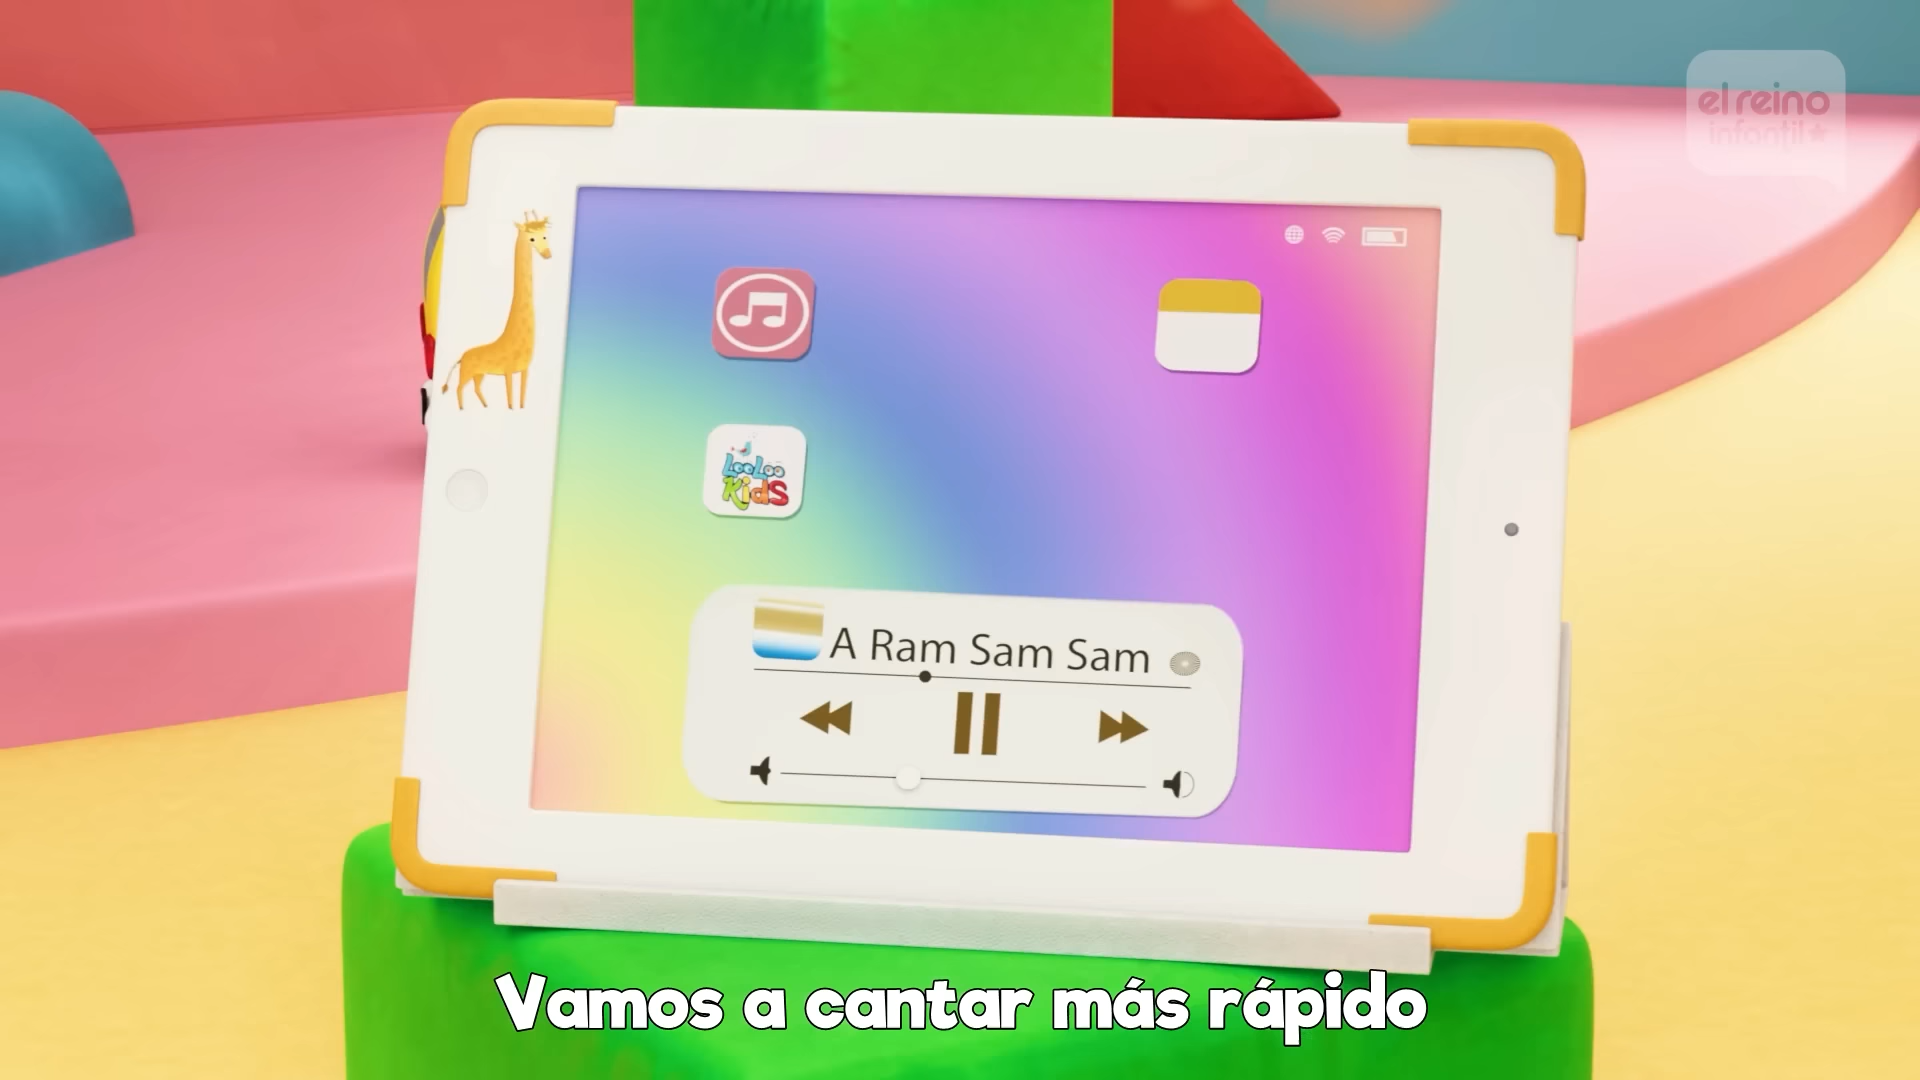 el reino
infantil
LooLoo
Kids
A Ram Sam Sam
Vamos a cantar más rápido